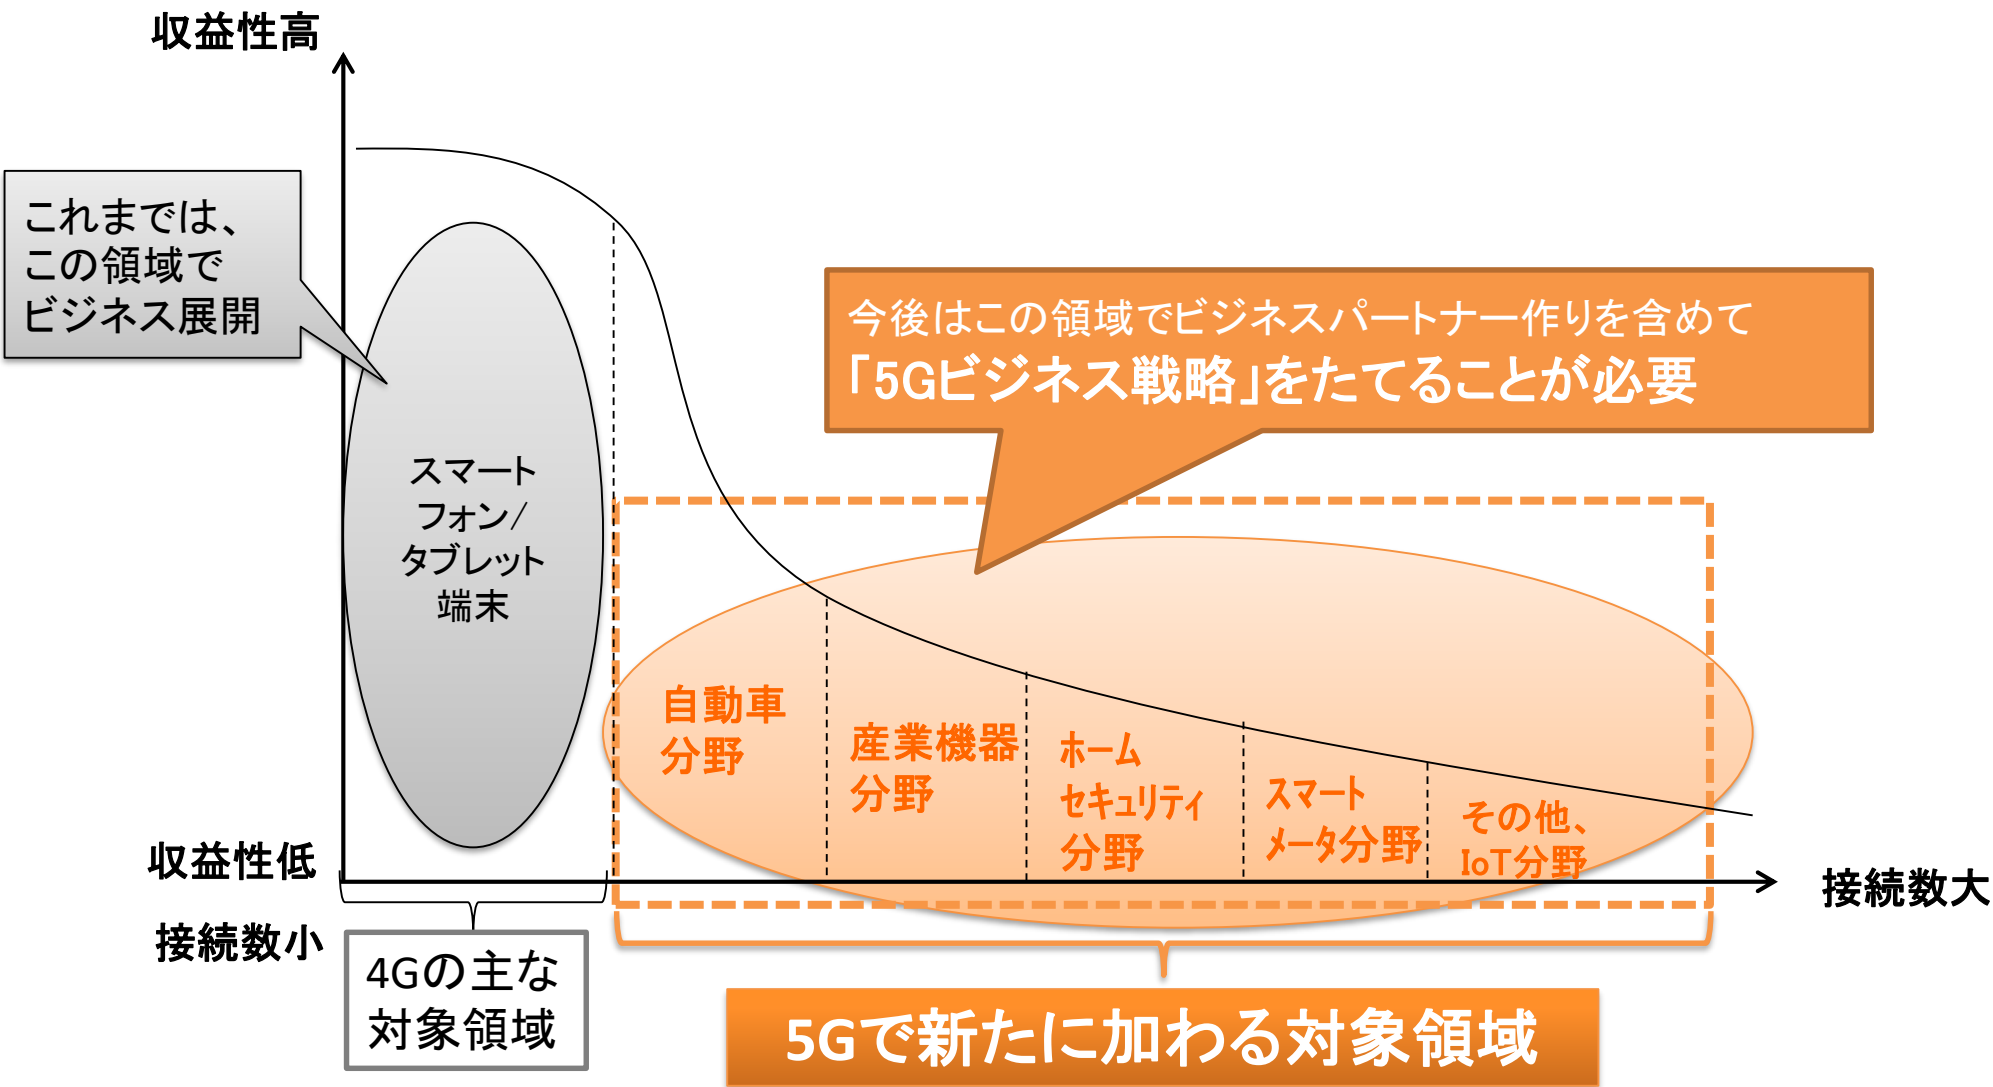 収益性高
これまでは、
この領域で
ビジネス展開
今後はこの領域でビジネスパートナー作りを含めて
「5Gビジネス戦略」をたてることが必要
スマート
フォン/
タブレット
端末
自動車
分野
産業機器
分野
ホーム
セキュリティ
分野
スマート
メータ分野
その他、
IoT分野
収益性低
接続数大
接続数小
4Gの主な
対象領域
5Gで新たに加わる対象領域